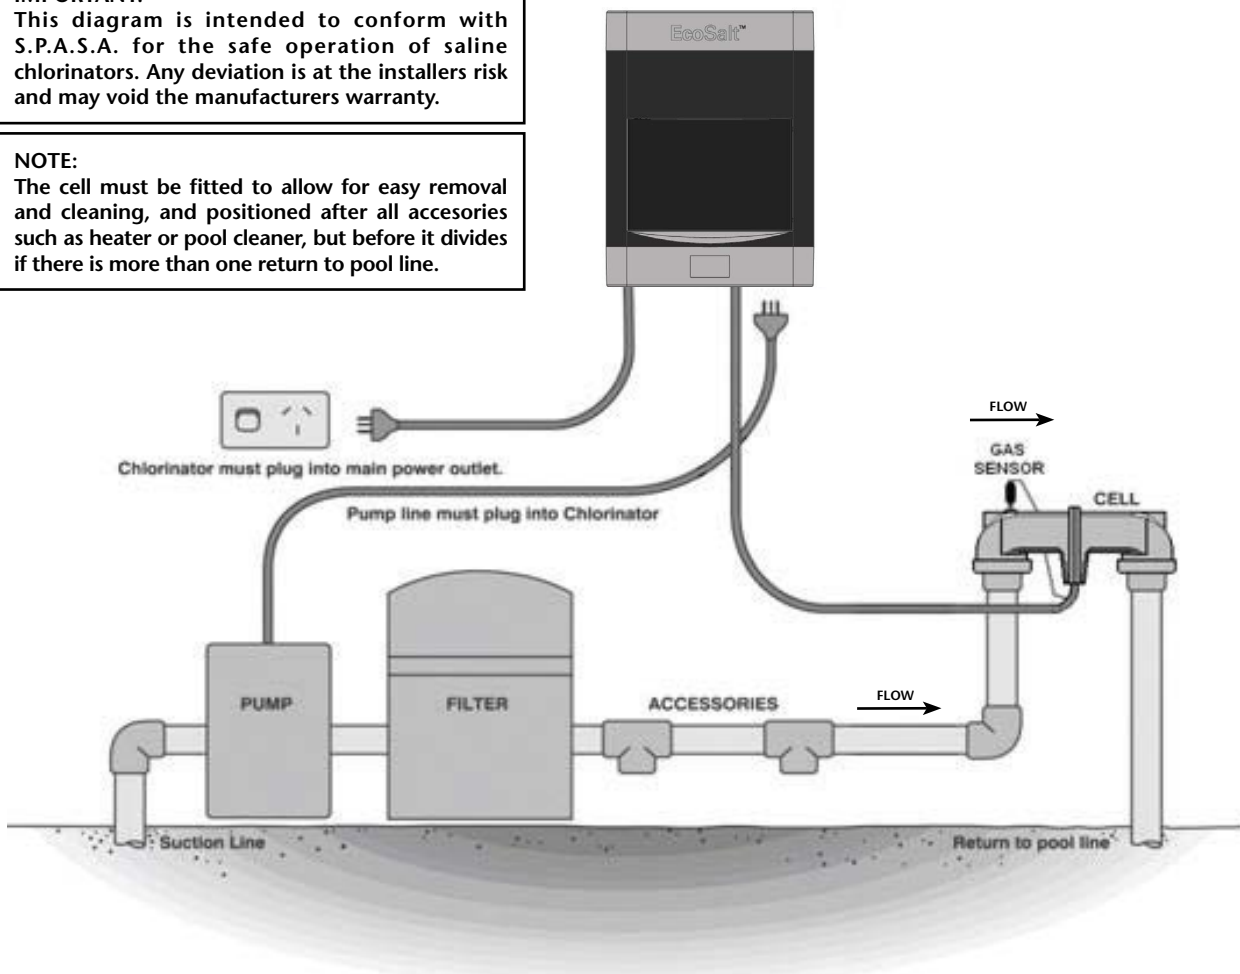 This diagram is intended to conform with
S.P.A.S.A. for the safe operation of saline
chlorinators. Any deviation is at the installers risk
and may void the manufacturers warranty.
NOTE:
The cell must be fitted to allow for easy removal
and cleaning, and positioned after all accesories
such as heater or pool cleaner, but before it divides
if there is more than one return to pool line.
EcoSalt™
Chlorinator must plug into main power outlet.
Pump line must plug into Chlorinator
FLOW
GAS
SENSOR
CELL
PUMP
FILTER
ACCESSORIES
FLOW
Suction Line
Return to pool line